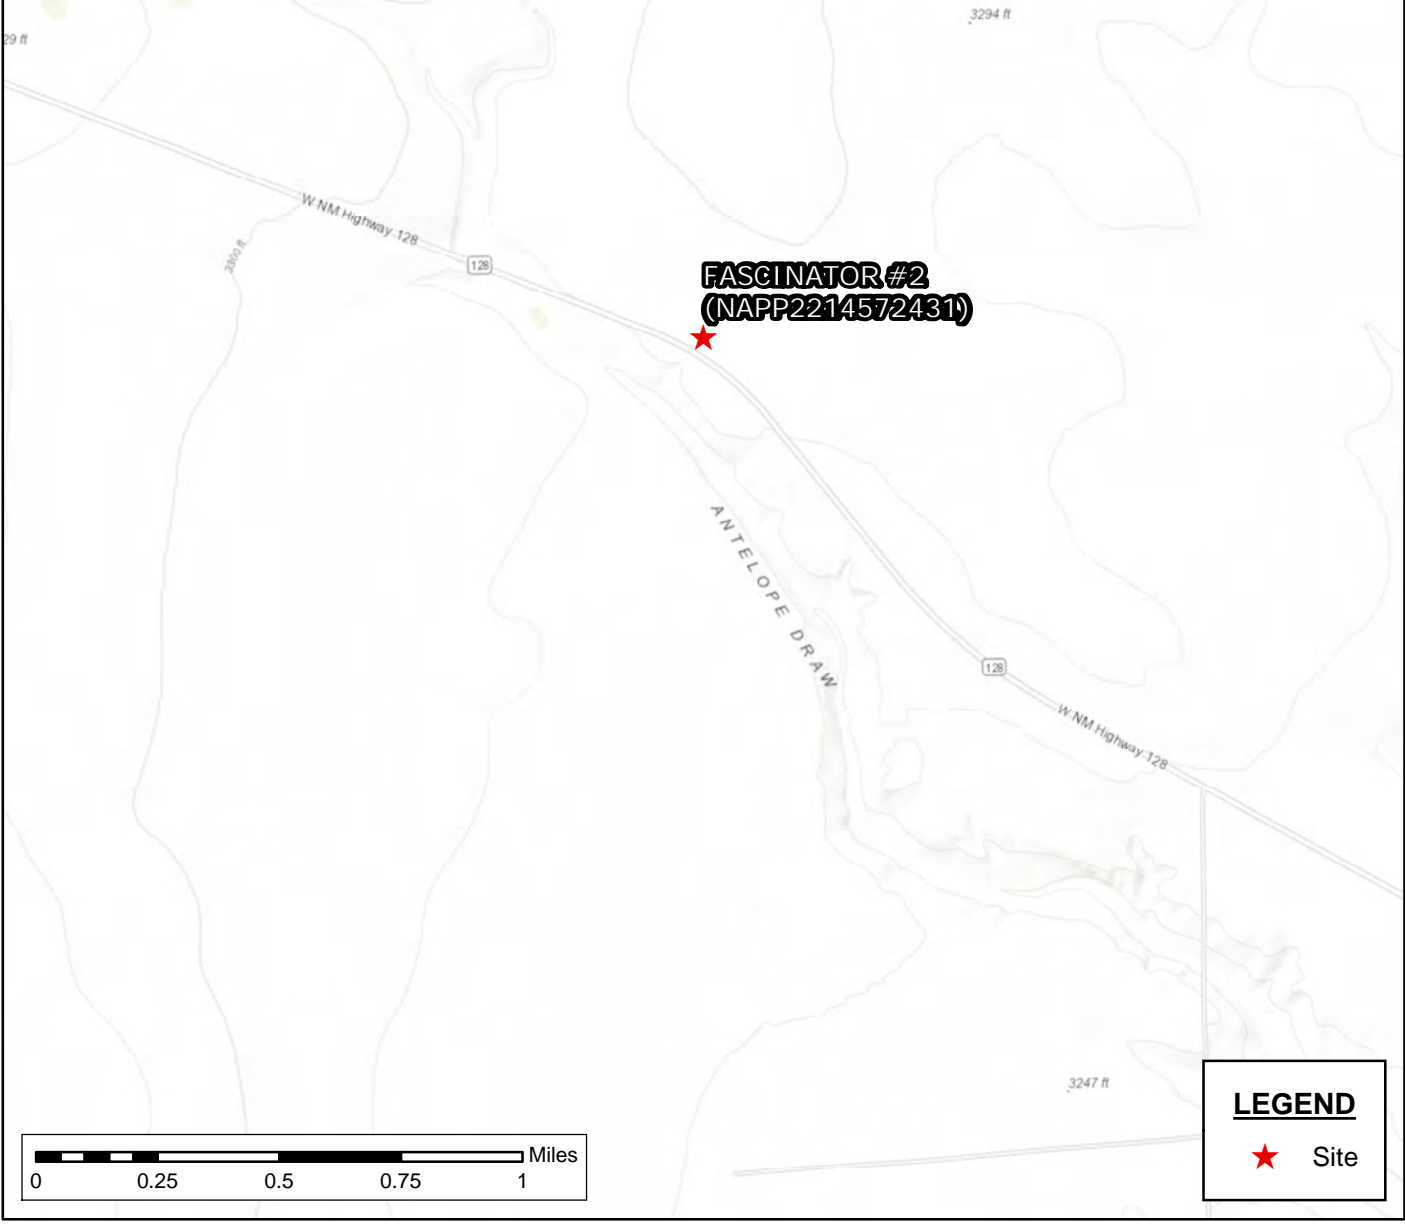 3294 ft
29 ft
W NM Highway 128
3300 ft
128
FASCINATOR #2
(NAPP2214572431)
ANTELOPE DRAW
128
W NM Highway 128
3247 ft
LEGEND
Site
Miles
0 0.25 0.5 0.75 1